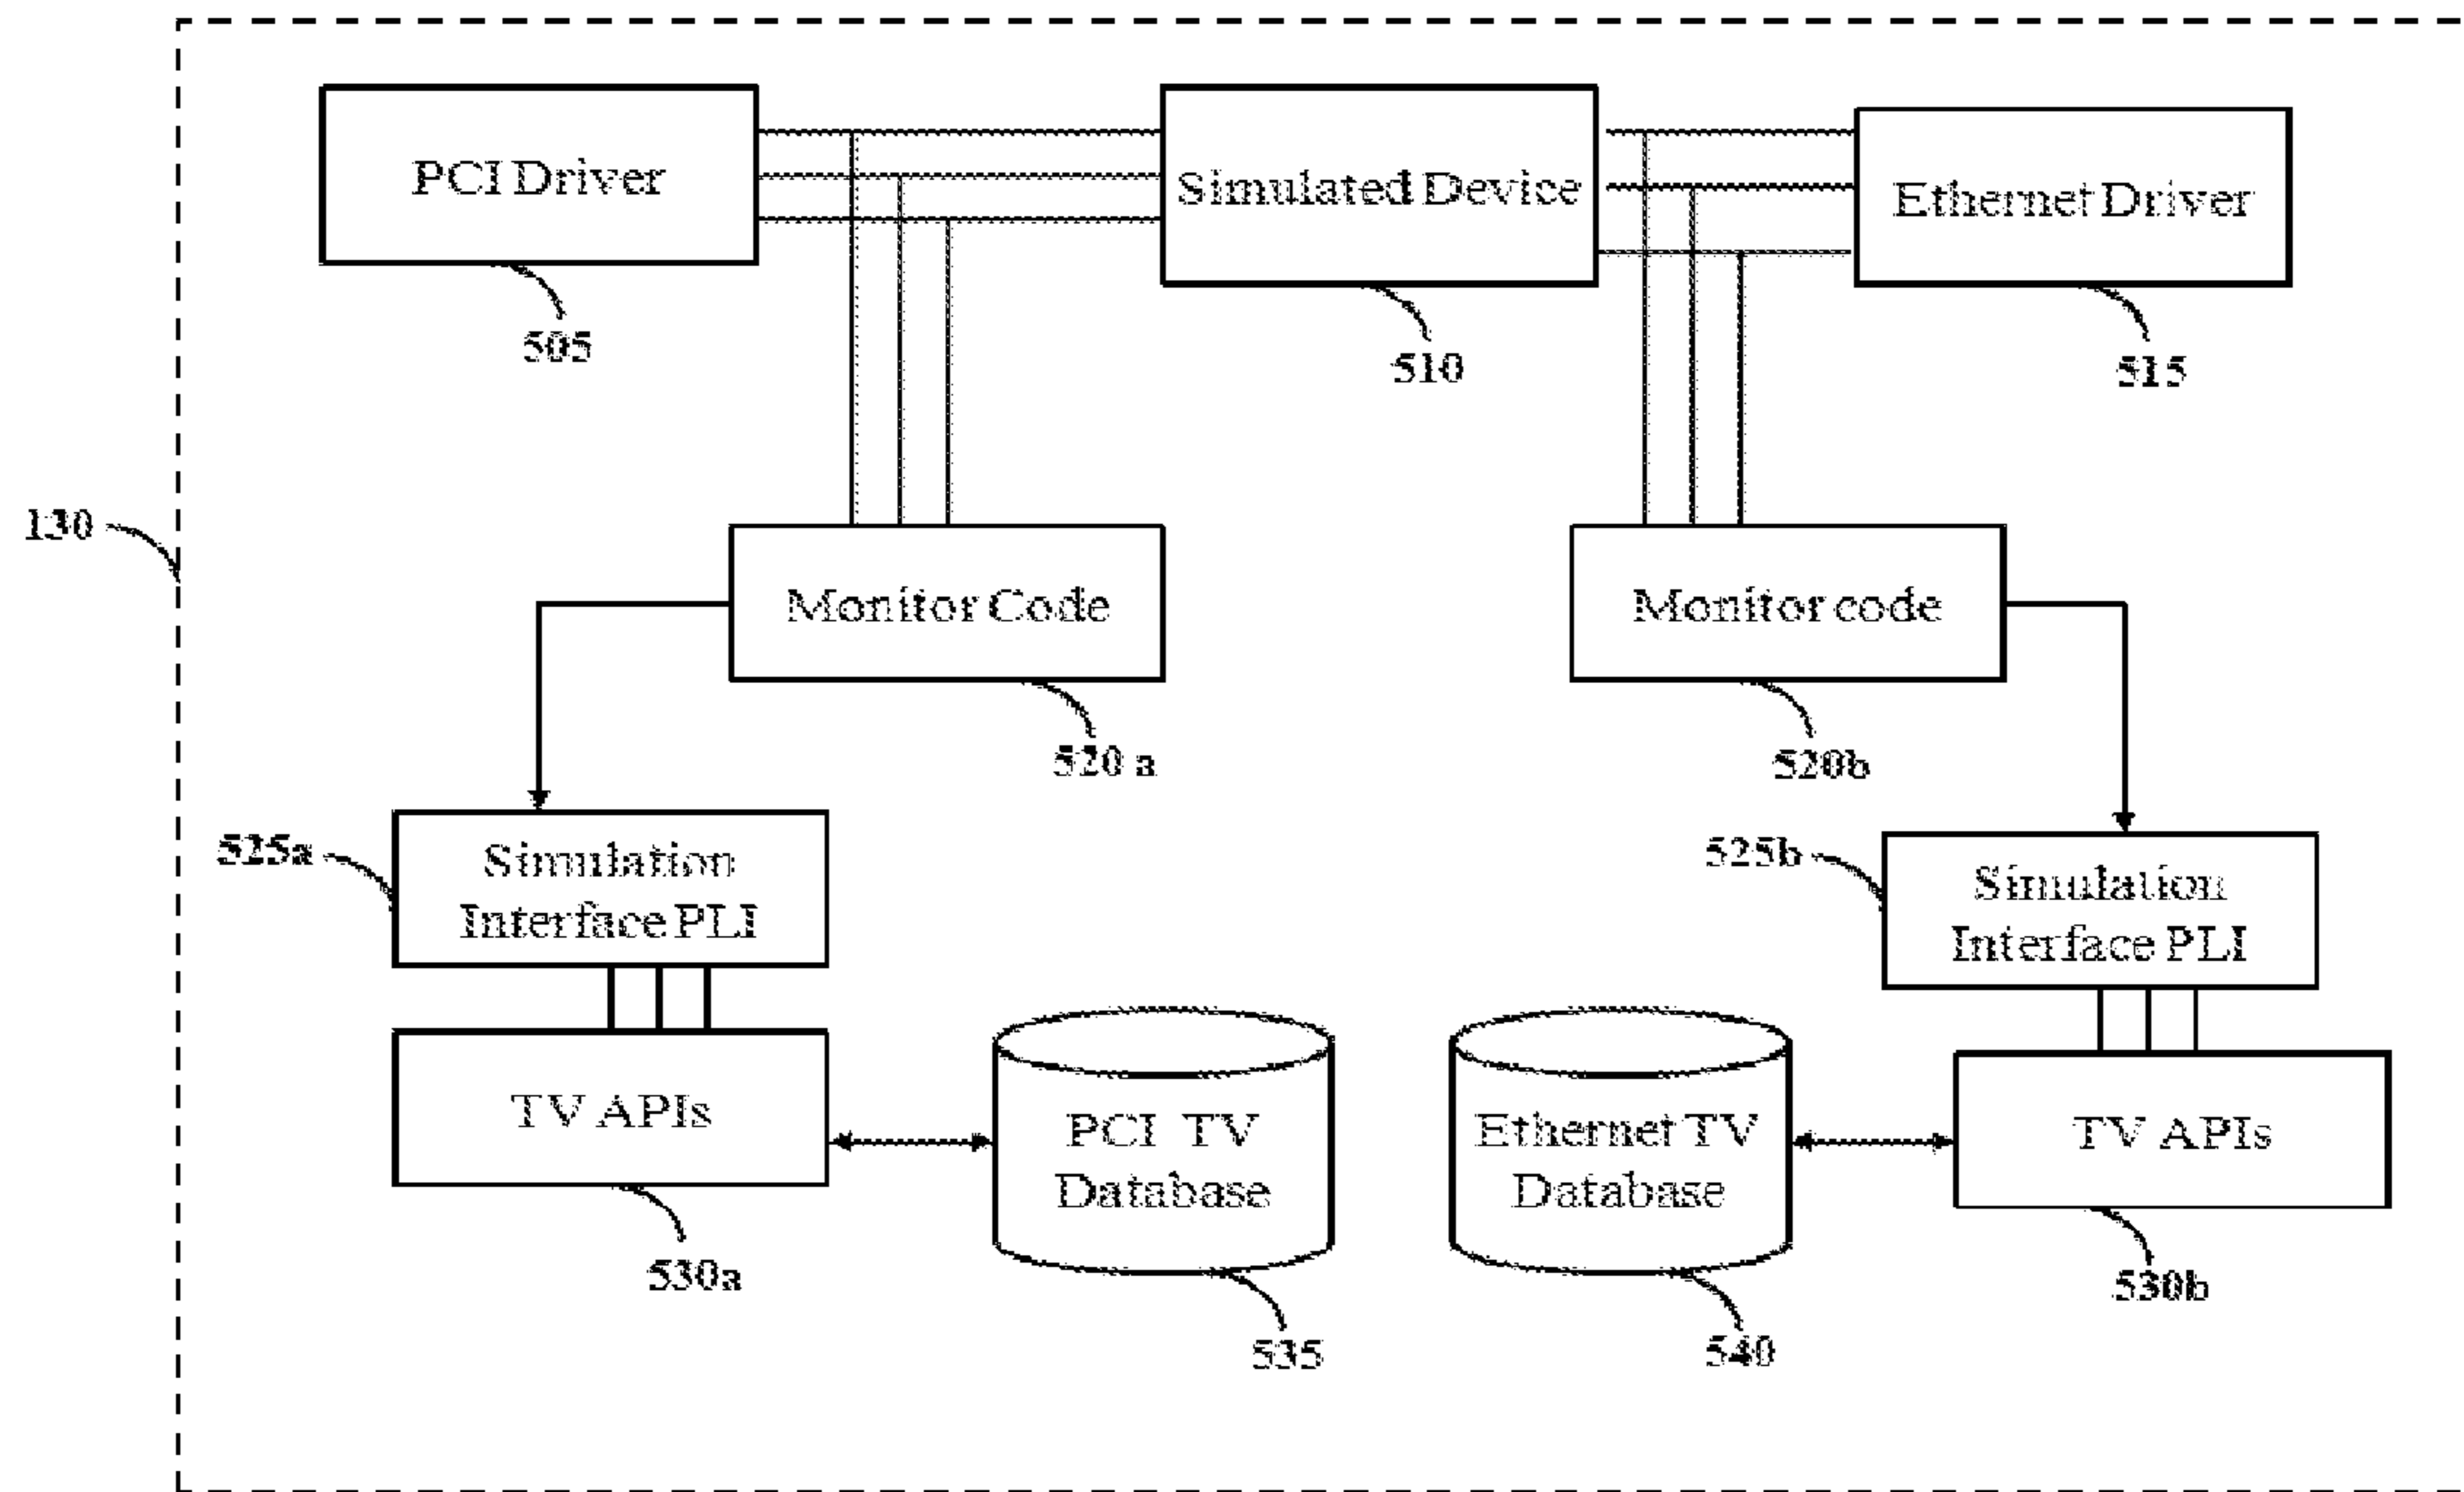 PCI Driver
Simulated Device
Ethernet Driver
505
510
515
130
Monitor Code
Monitor code
520 a
520b
525a
Simulation
Interface PLI
525b
Simulation
Interface PLI
TV APIs
PCI TV
Database
Ethernet TV
Database
TV APIs
530a
535
540
530b